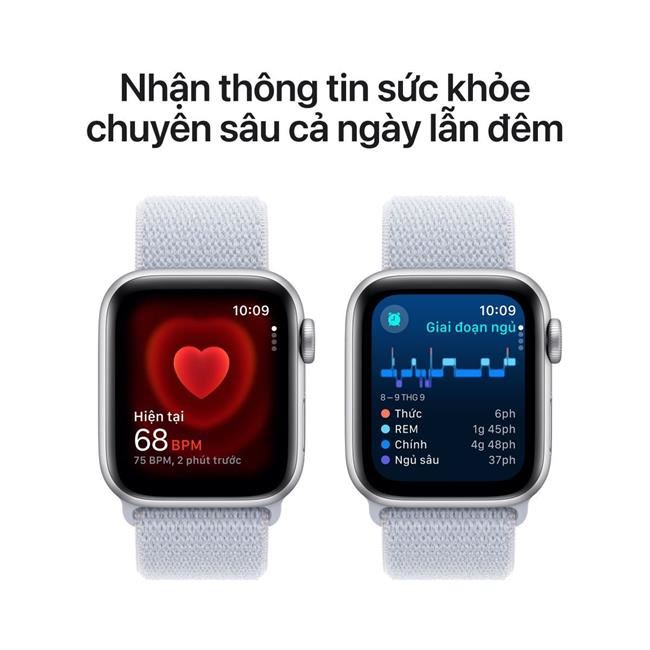 Nhận thông tin sức khỏe
chuyên sâu cả ngày lẫn đêm
10:09
Hiện tại
68 BPM
75 BPM, 2 phút trước
10:09
Giai đoạn ngủ
8–9 THG 9
Thức 6ph
REM 1g 45ph
Chính 4g 48ph
Ngủ sâu 37ph